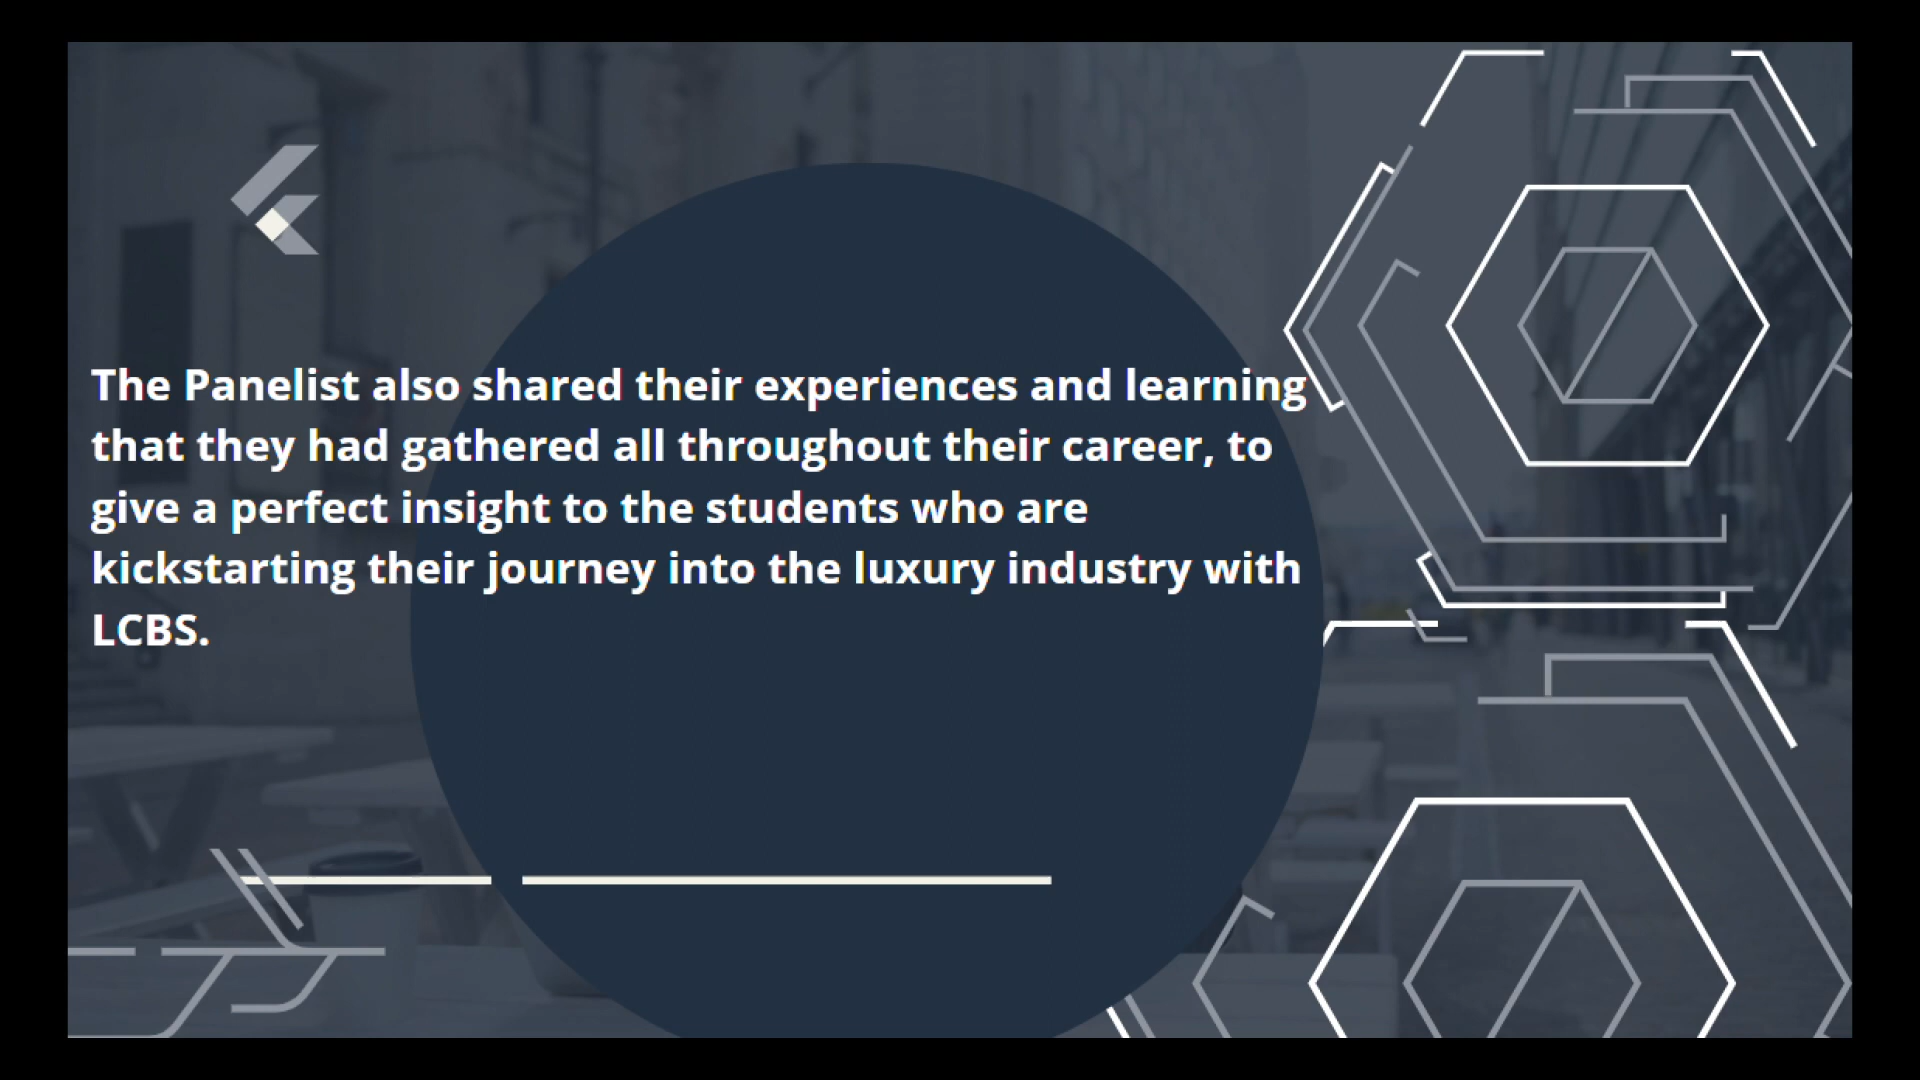 The Panelist also shared their experiences and learning
that they had gathered all throughout their career, to
give a perfect insight to the students who are
kickstarting their journey into the luxury industry with
LCBS.